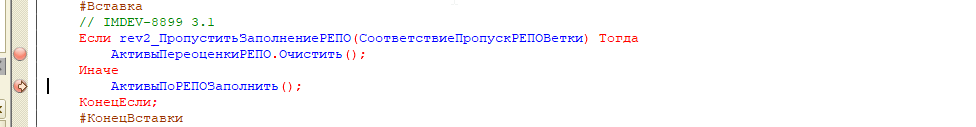 #Вставка
// IMDEV-8899 3.1
Если rev2_ПропуститьЗаполнениеРЕПО(СоответствиеПропускРЕПОВетки) Тогда
АктивыПереоценкиРЕПО.Очистить();
Иначе
АктивыПоРЕПОЗаполнить();
КонецЕсли;
#КонецВставки